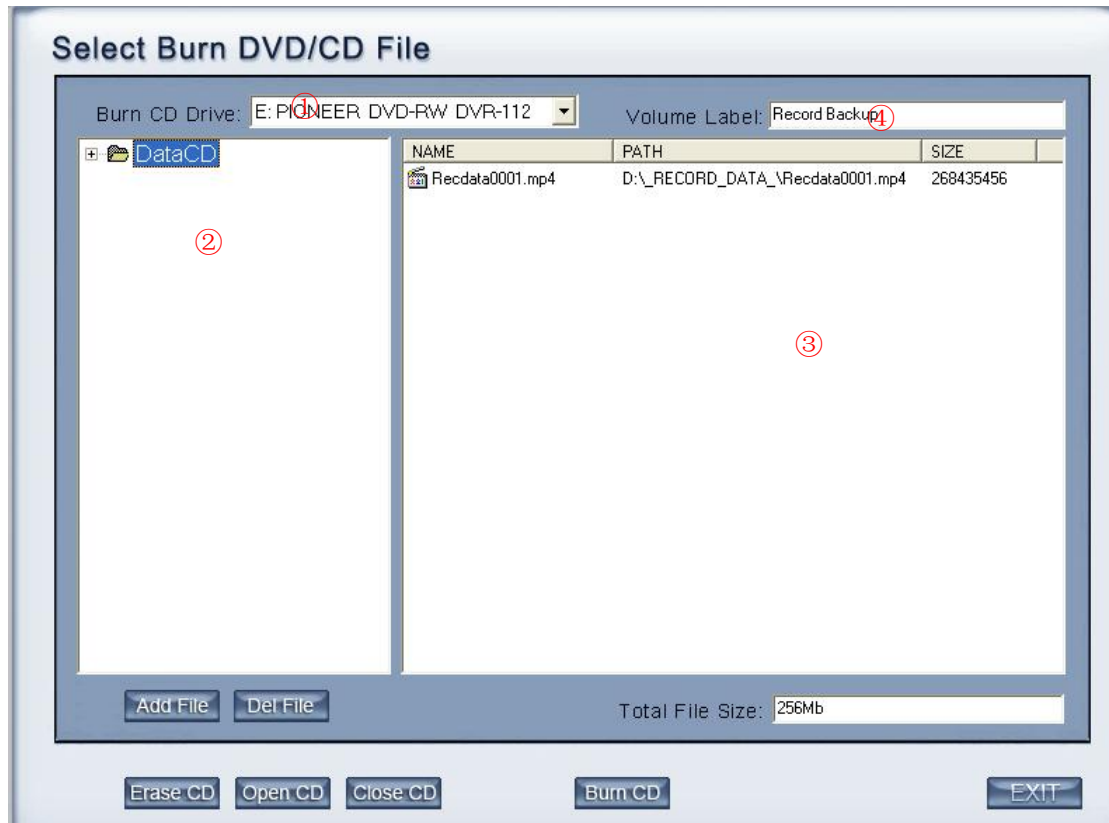 Select Burn DVD/CD File
Burn CD Drive: E: PIONEER DVD-RW DVR-112 ①
Volume Label: Record Backup ④
DataCD
②
NAME PATH SIZE
Recdata0001.mp4 D:\_RECORD_DATA_\Recdata0001.mp4 268435456
③
Add File Del File
Total File Size: 256Mb
Erase CD Open CD Close CD Burn CD EXIT